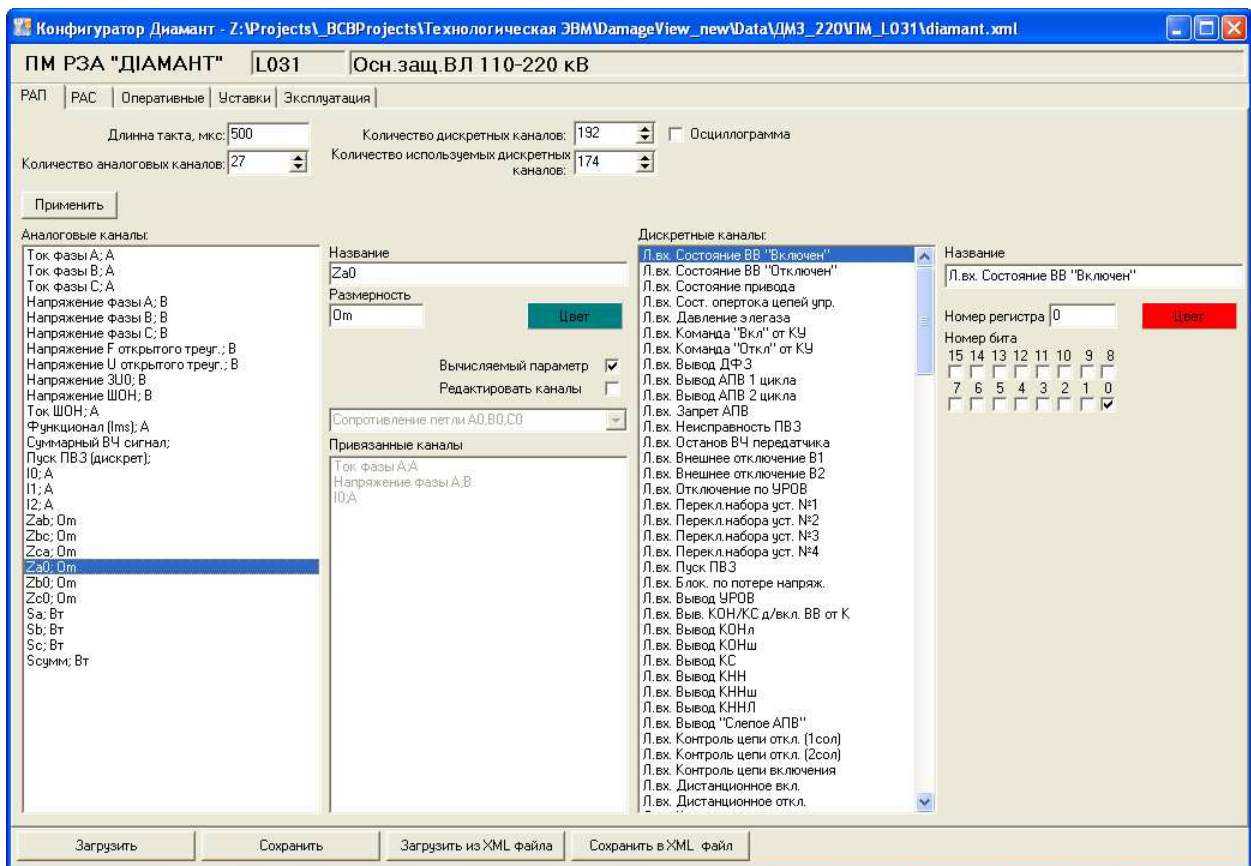 Конфигуратор Диамант - Z:\Projects\_BCBProjects\Технологическая ЭВМ\DamageView_new\Data\ДМЗ_220\ПМ_L031\diamant.xml
ПМ РЗА "ДІАМАНТ" L031 Осн.защ.ВЛ 110-220 кВ
РАП РАС Оперативные Уставки Эксплуатация
Длинна такта, мкс: 500
Количество дискретных каналов: 192
Осциллограмма
Количество аналоговых каналов: 27
Количество используемых дискретных
каналов: 174
Применить
Аналоговые каналы:
Ток фазы А; А
Ток фазы В; А
Ток фазы С; А
Напряжение фазы А; В
Напряжение фазы В; В
Напряжение фазы С; В
Напряжение F открытого треуг.; В
Напряжение U открытого треуг.; В
Напряжение 3U0; В
Напряжение ШОН; В
Ток ШОН; А
Функционал (Ims); А
Суммарный ВЧ сигнал;
Пуск ПВЗ (дискрет);
I0; А
I1; А
I2; А
Zab; Om
Zbc; Om
Zca; Om
Za0; Om
Zb0; Om
Zc0; Om
Sa; Вт
Sb; Вт
Sc; Вт
Sсумм; Вт
Название
Za0
Размерность
Om
Цвет
Вычисляемый параметр
Редактировать каналы
Сопротивление петли A0,B0,C0
Привязанные каналы
Ток фазы А;А
Напряжение фазы А;В
I0;А
Дискретные каналы:
Л.вх. Состояние ВВ "Включен"
Л.вх. Состояние ВВ "Отключен"
Л.вх. Состояние привода
Л.вх. Сост. опертока цепей упр.
Л.вх. Давление элегаза
Л.вх. Команда "Вкл" от КУ
Л.вх. Команда "Откл" от КУ
Л.вх. Вывод ДФЗ
Л.вх. Вывод АПВ 1 цикла
Л.вх. Вывод АПВ 2 цикла
Л.вх. Запрет АПВ
Л.вх. Неисправность ПВЗ
Л.вх. Останов ВЧ передатчика
Л.вх. Внешнее отключение В1
Л.вх. Внешнее отключение В2
Л.вх. Отключение по УРОВ
Л.вх. Перекл.набора уст. №1
Л.вх. Перекл.набора уст. №2
Л.вх. Перекл.набора уст. №3
Л.вх. Перекл.набора уст. №4
Л.вх. Пуск ПВЗ
Л.вх. Блок. по потере напряж.
Л.вх. Вывод УРОВ
Л.вх. Выв. КОН/КС д/вкл. ВВ от К
Л.вх. Вывод КОНл
Л.вх. Вывод КОНш
Л.вх. Вывод КС
Л.вх. Вывод КНН
Л.вх. Вывод КННш
Л.вх. Вывод КННЛ
Л.вх. Вывод "Слепое АПВ"
Л.вх. Контроль цепи откл. (1сол)
Л.вх. Контроль цепи откл. (2сол)
Л.вх. Контроль цепи включения
Л.вх. Дистанционное вкл.
Л.вх. Дистанционное откл.
Название
Л.вх. Состояние ВВ "Включен"
Номер регистра 0
Цвет
Номер бита
15 14 13 12 11 10 9 8
7 6 5 4 3 2 1 0
Загрузить Сохранить Загрузить из XML файла Сохранить в XML файл